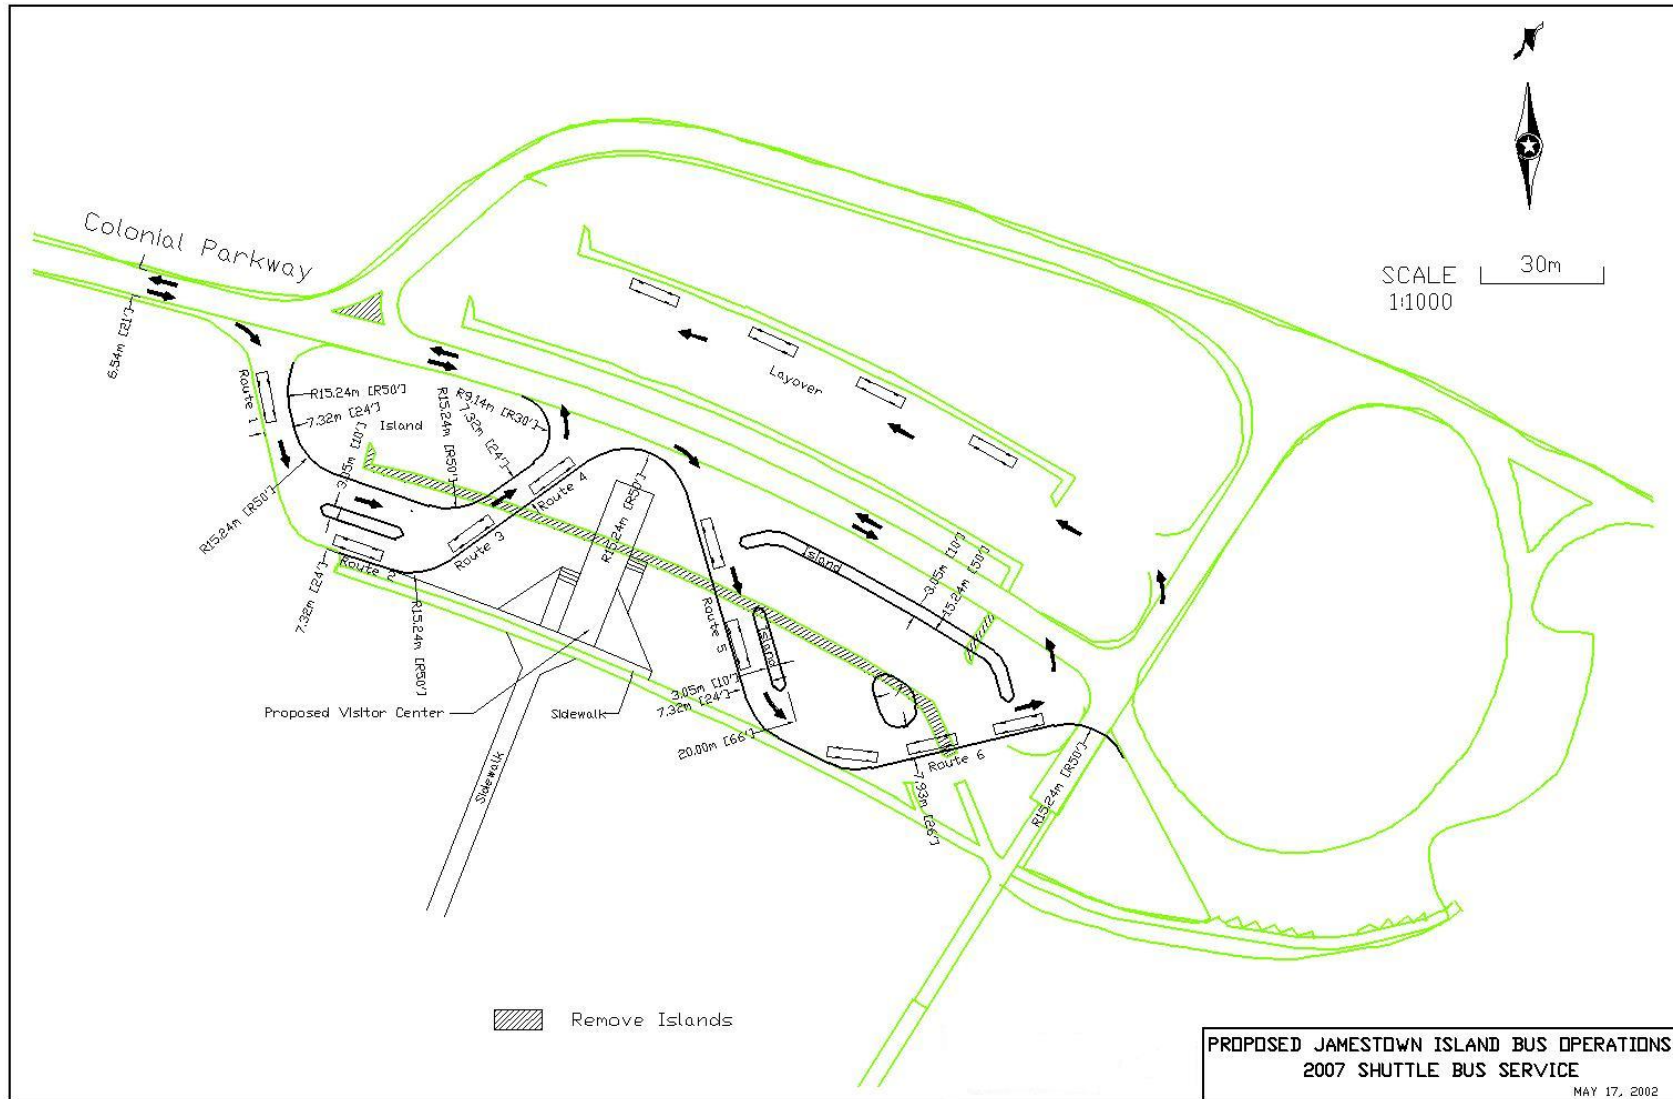 Colonial Parkway
SCALE
1:1000
30m
6.54m [21']
Route 1
R15.24m [R50']
7.32m [24']
Island
3.05m [10']
R15.24m [R50']
R9.14m [R30']
7.32m [24']
R15.24m [R50']
Layover
Route 4
Route 3
Route 2
7.32m [24']
R15.24m [R50']
R15.24m [R50']
Island
3.05m [10']
15.24m [50']
Route 5
Island
3.05m [10']
7.32m [24']
20.00m [66']
Route 6
7.93m [26']
R15.24m [R50']
Proposed Visitor Center
Sidewalk
Sidewalk
Remove Islands
PROPOSED JAMESTOWN ISLAND BUS OPERATIONS
2007 SHUTTLE BUS SERVICE
MAY 17, 2002